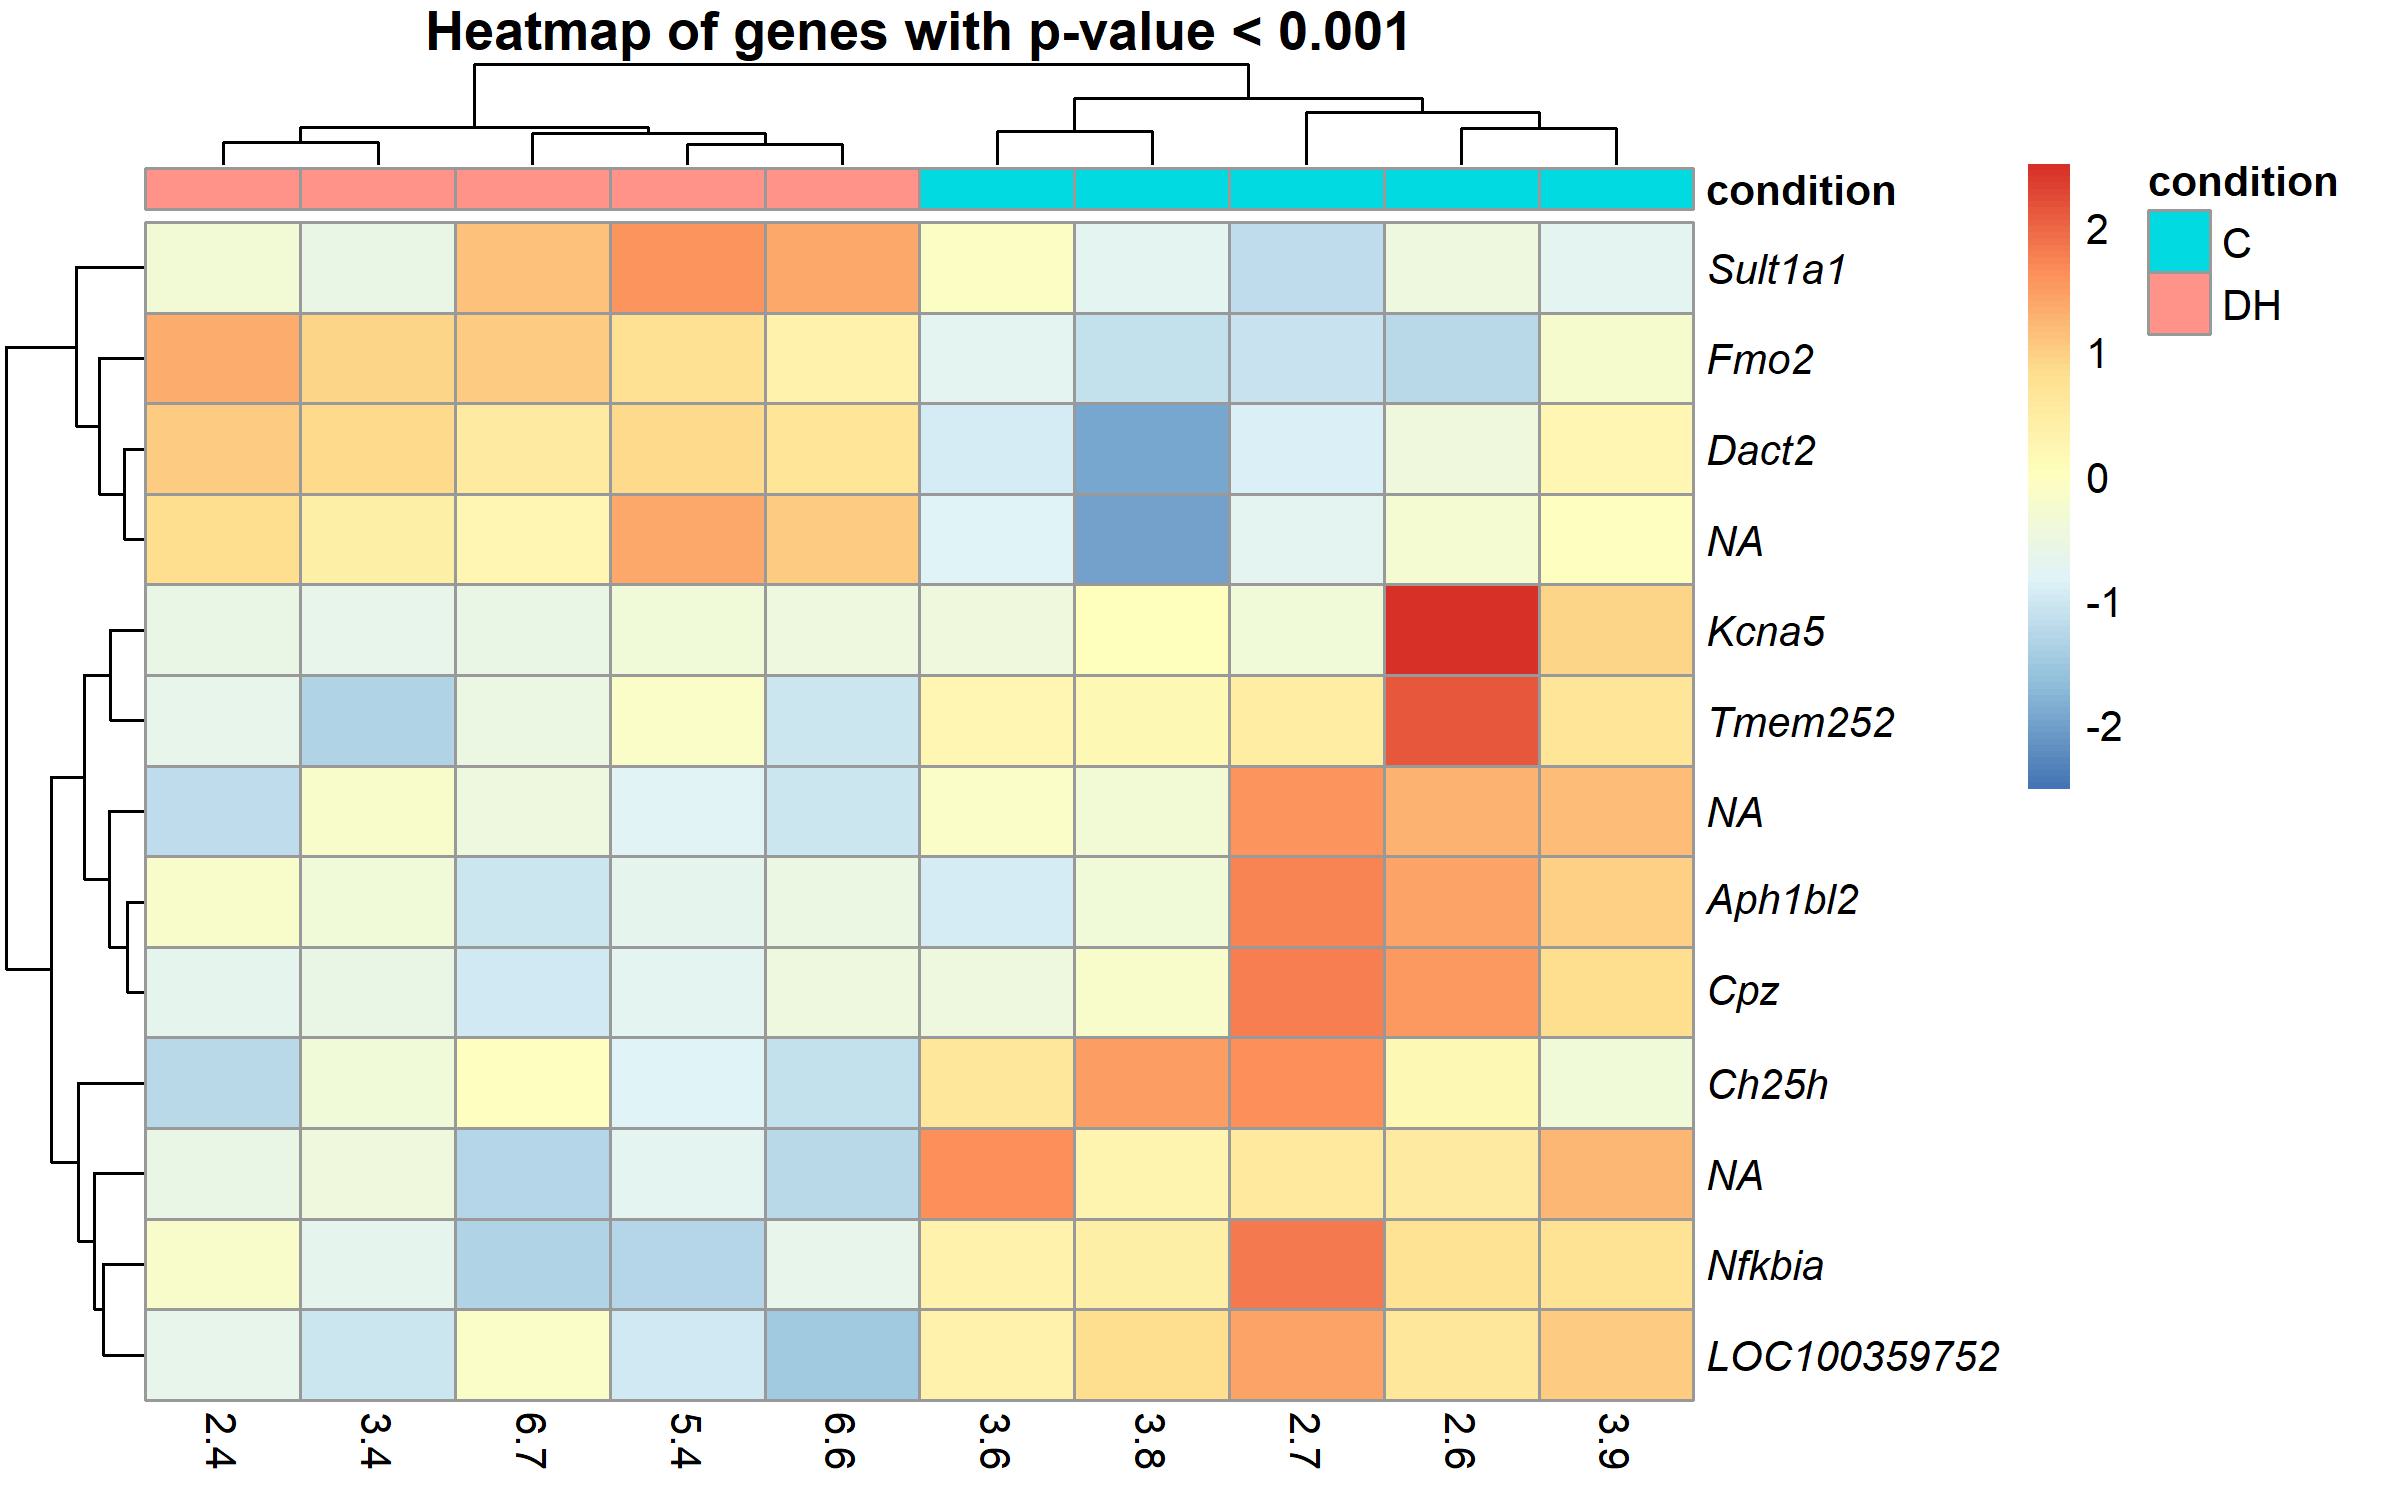 Heatmap of genes with p-value < 0.001
condition
Sult1a1
Fmo2
Dact2
NA
Kcna5
Tmem252
NA
Aph1bl2
Cpz
Ch25h
NA
Nfkbia
LOC100359752
2.4 3.4 6.7 5.4 6.6 3.6 3.8 2.7 2.6 3.9
2
1
0
-1
-2
condition
C
DH